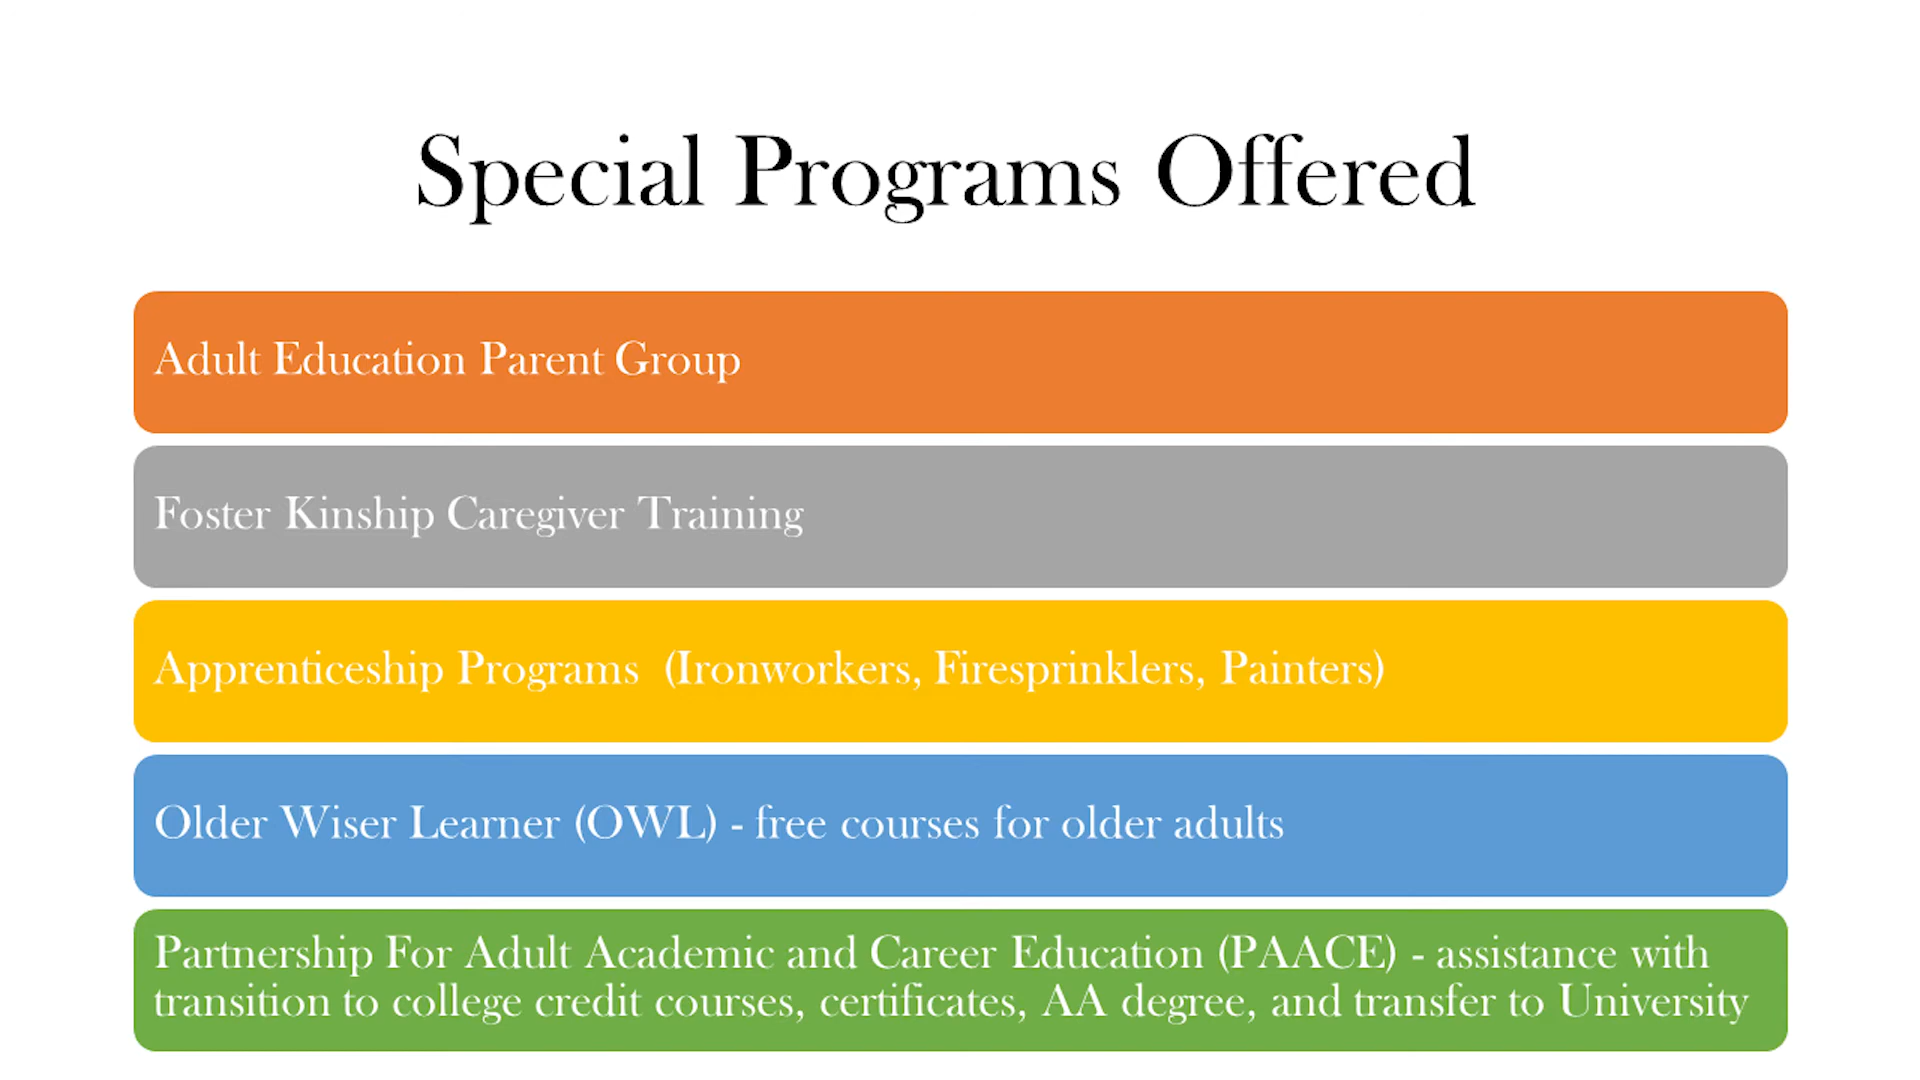 Special Programs Offered
Adult Education Parent Group
Foster Kinship Caregiver Training
Apprenticeship Programs  (Ironworkers, Firesprinklers, Painters)
Older Wiser Learner (OWL) - free courses for older adults
Partnership For Adult Academic and Career Education (PAACE) - assistance with
transition to college credit courses, certificates, AA degree, and transfer to University